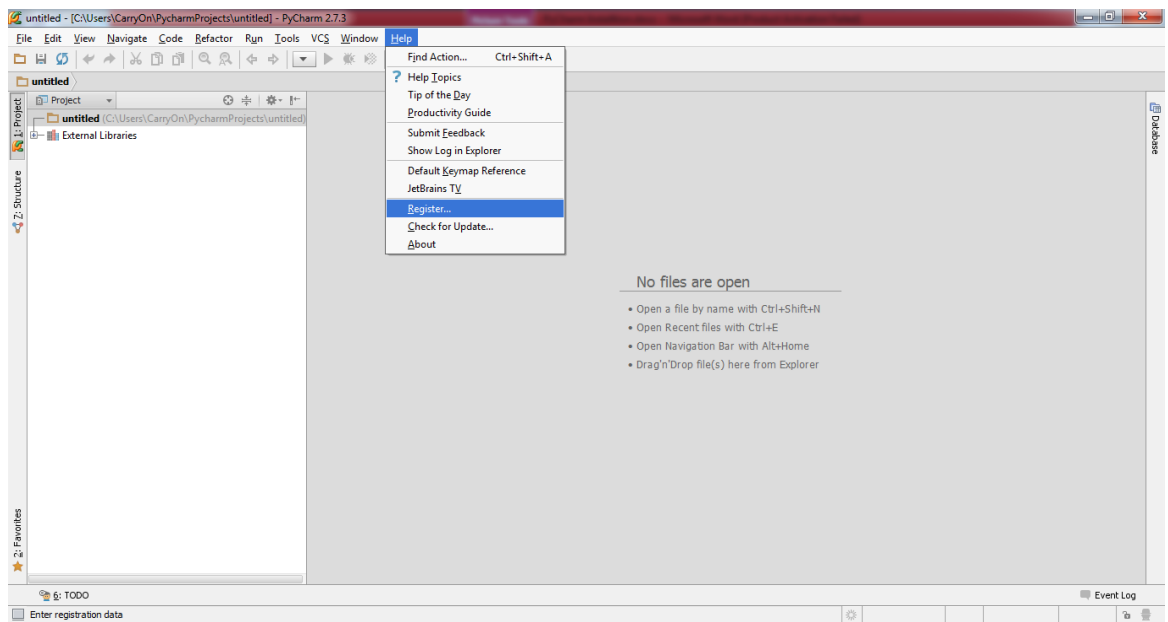 untitled - [C:\Users\CarryOn\PycharmProjects\untitled] - PyCharm 2.7.3
File Edit View Navigate Code Refactor Run Tools VCS Window Help
untitled
Project
untitled (C:\Users\CarryOn\PycharmProjects\untitled)
External Libraries
1: Project
7: Structure
2: Favorites
Find Action... Ctrl+Shift+A
? Help Topics
Tip of the Day
Productivity Guide
Submit Feedback
Show Log in Explorer
Default Keymap Reference
JetBrains TV
Register...
Check for Update...
About
No files are open
• Open a file by name with Ctrl+Shift+N
• Open Recent files with Ctrl+E
• Open Navigation Bar with Alt+Home
• Drag'n'Drop file(s) here from Explorer
Database
6: TODO
Event Log
Enter registration data